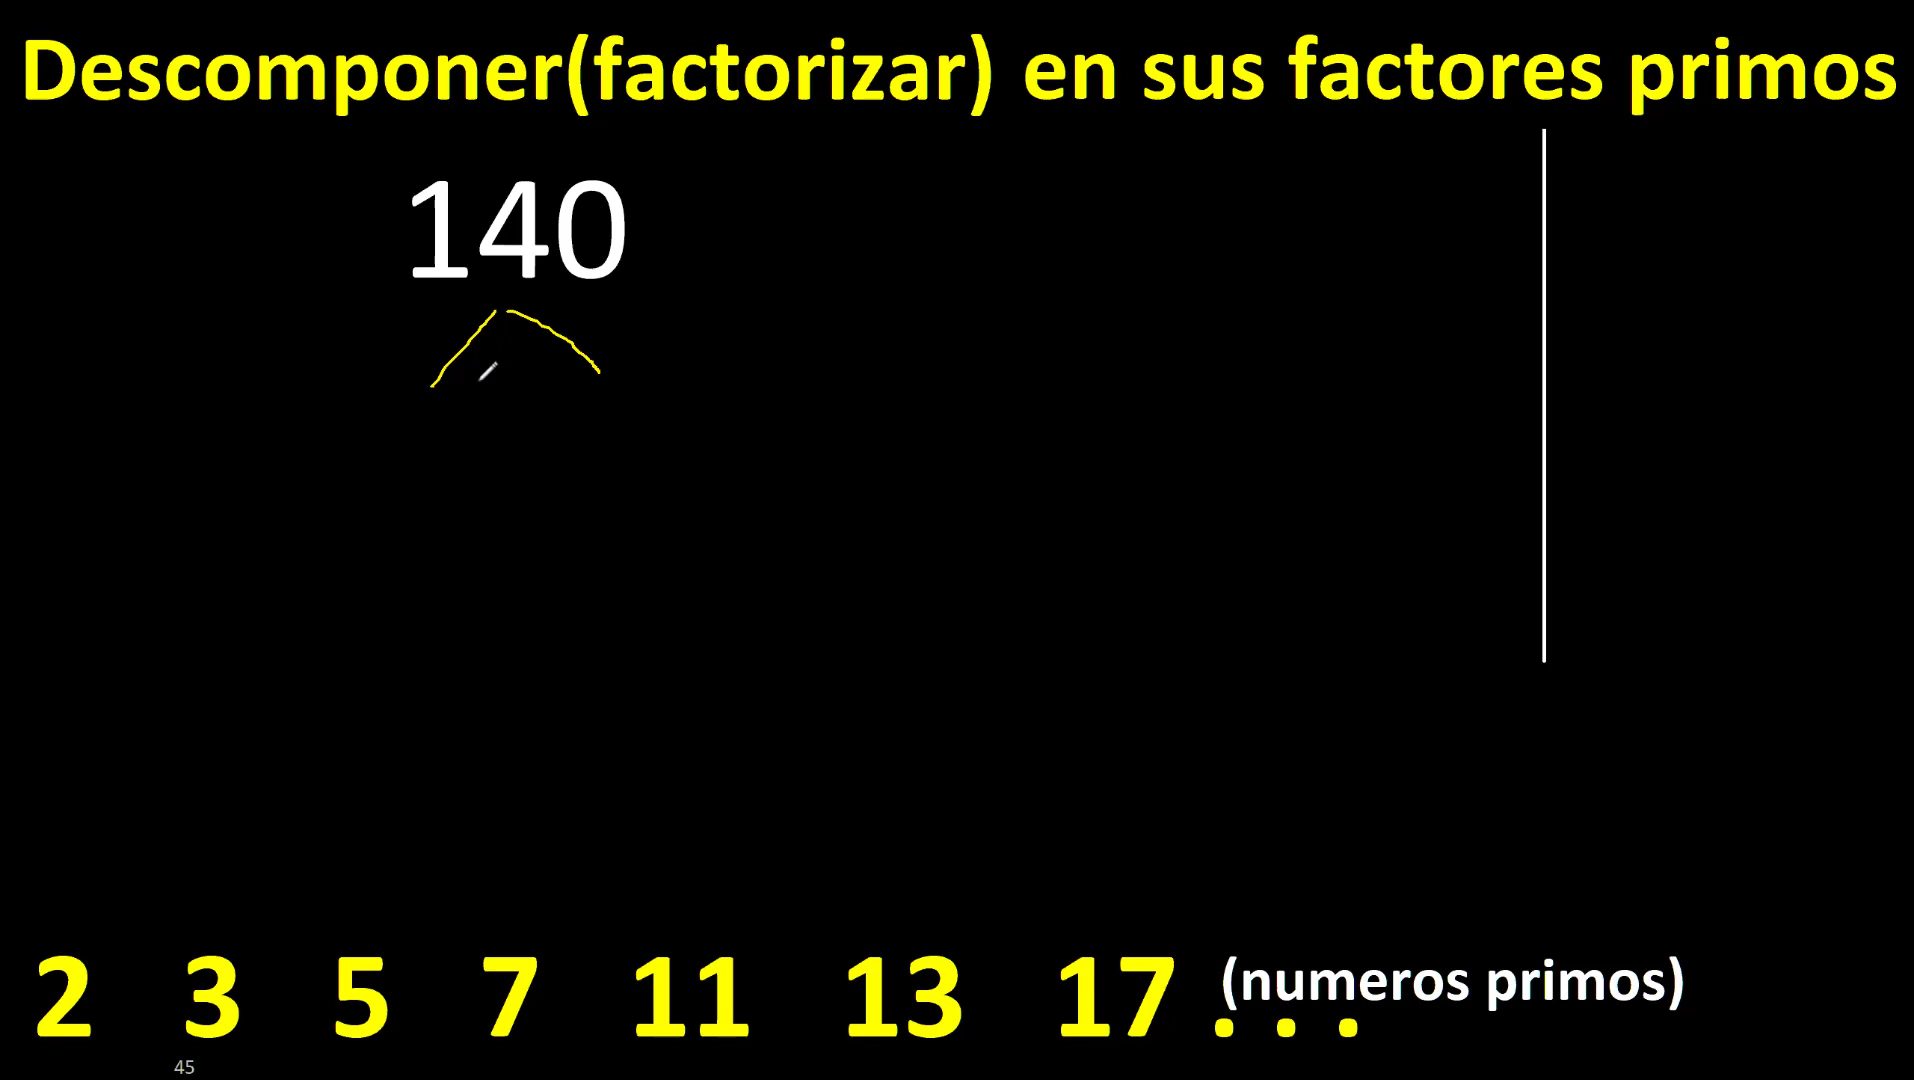 Descomponer(factorizar) en sus factores primos
140
2 3 5 7 11 13 17 . . . (numeros primos)
45